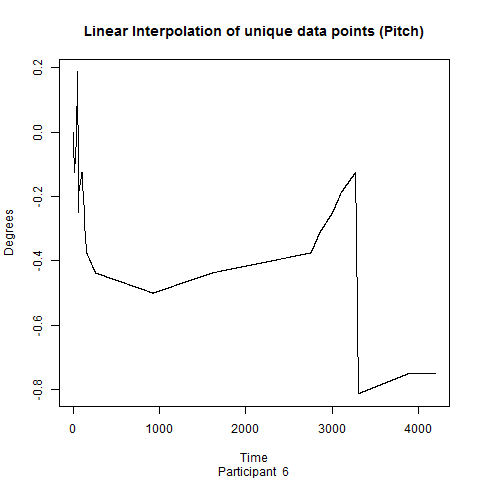 Linear Interpolation of unique data points (Pitch)
Degrees
0.2
0.0
-0.2
-0.4
-0.6
-0.8
0 1000 2000 3000 4000
Time
Participant 6